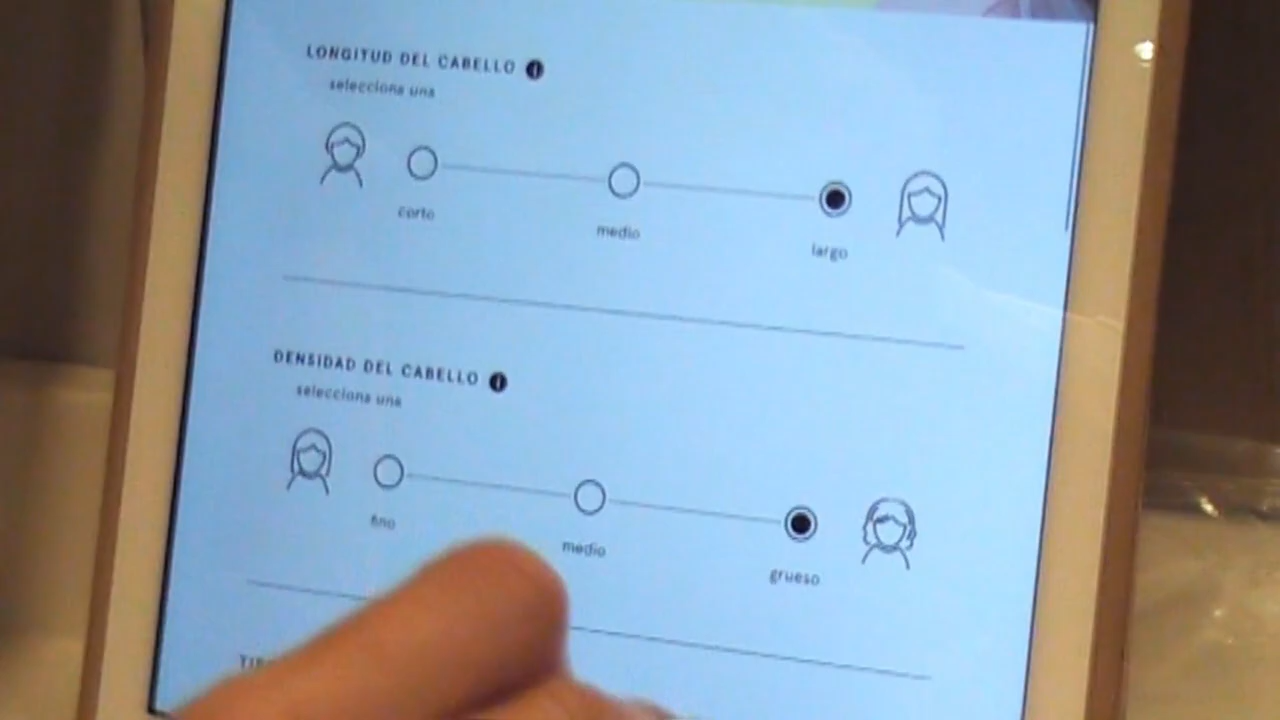 LONGITUD DEL CABELLO
selecciona una
corto
medio
largo
DENSIDAD DEL CABELLO
selecciona una
fino
medio
grueso